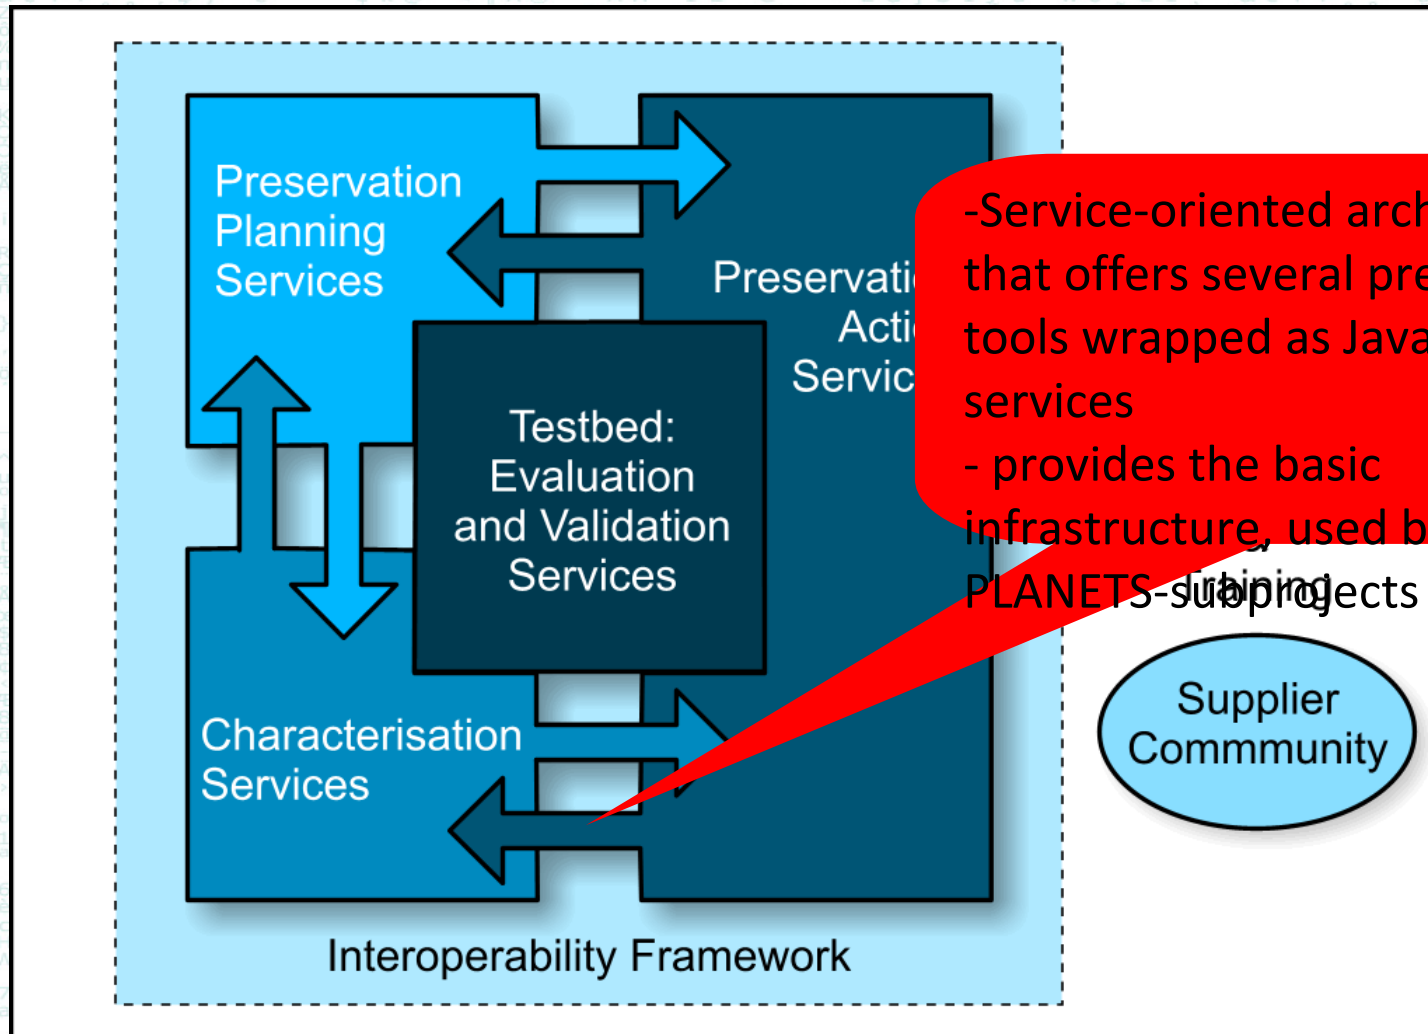 Preservation
Planning
Services
Preservati
Acti
Servic
-Service-oriented arch
that offers several pre
tools wrapped as Java
services
- provides the basic
infrastructure, used b
PLANETS-subprojects
Testbed:
Evaluation
and Validation
Services
Training
Characterisation
Services
Supplier
Commmunity
Interoperability Framework